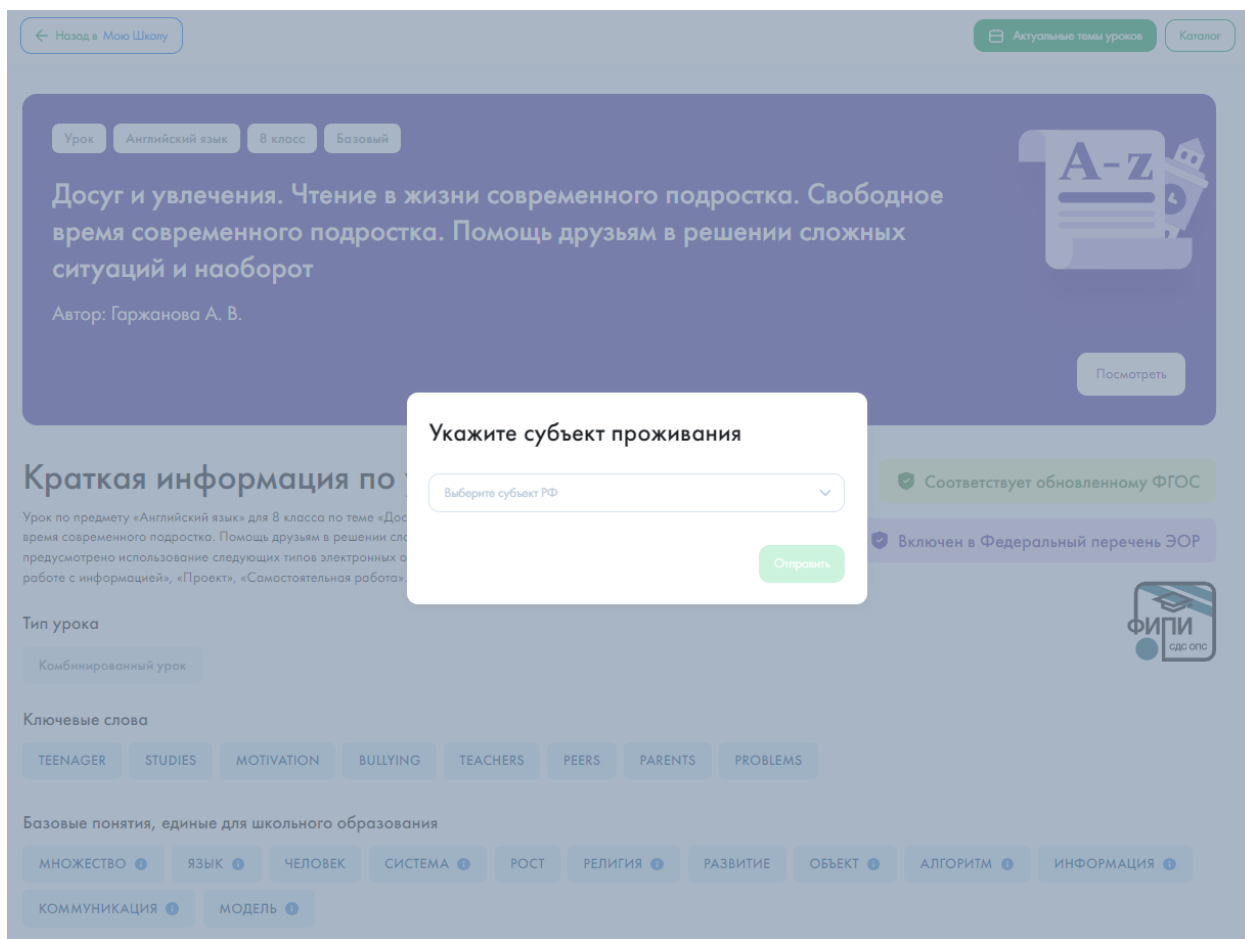 Назад в Мою Школу
Актуальные темы уроков
Каталог
Урок
Английский язык
8 класс
Базовый
Досуг и увлечения. Чтение в жизни современного подростка. Свободное
время современного подростка. Помощь друзьям в решении сложных
ситуаций и наоборот
Автор: Гаржанова А. В.
A-z
Посмотреть
Укажите субъект проживания
Выберите субъект РФ
Отправить
Краткая информация по
Урок по предмету «Английский язык» для 8 класса по теме «Дос
время современного подростка. Помощь друзьям в решении сло
предусмотрено использование следующих типов электронных о
работе с информацией», «Проект», «Самостоятельная работа».
Соответствует обновленному ФГОС
Включен в Федеральный перечень ЭОР
ФИПИ
СДС ОПС
Тип урока
Комбинированный урок
Ключевые слова
TEENAGER
STUDIES
MOTIVATION
BULLYING
TEACHERS
PEERS
PARENTS
PROBLEMS
Базовые понятия, единые для школьного образования
МНОЖЕСТВО
ЯЗЫК
ЧЕЛОВЕК
СИСТЕМА
РОСТ
РЕЛИГИЯ
РАЗВИТИЕ
ОБЪЕКТ
АЛГОРИТМ
ИНФОРМАЦИЯ
КОММУНИКАЦИЯ
МОДЕЛЬ